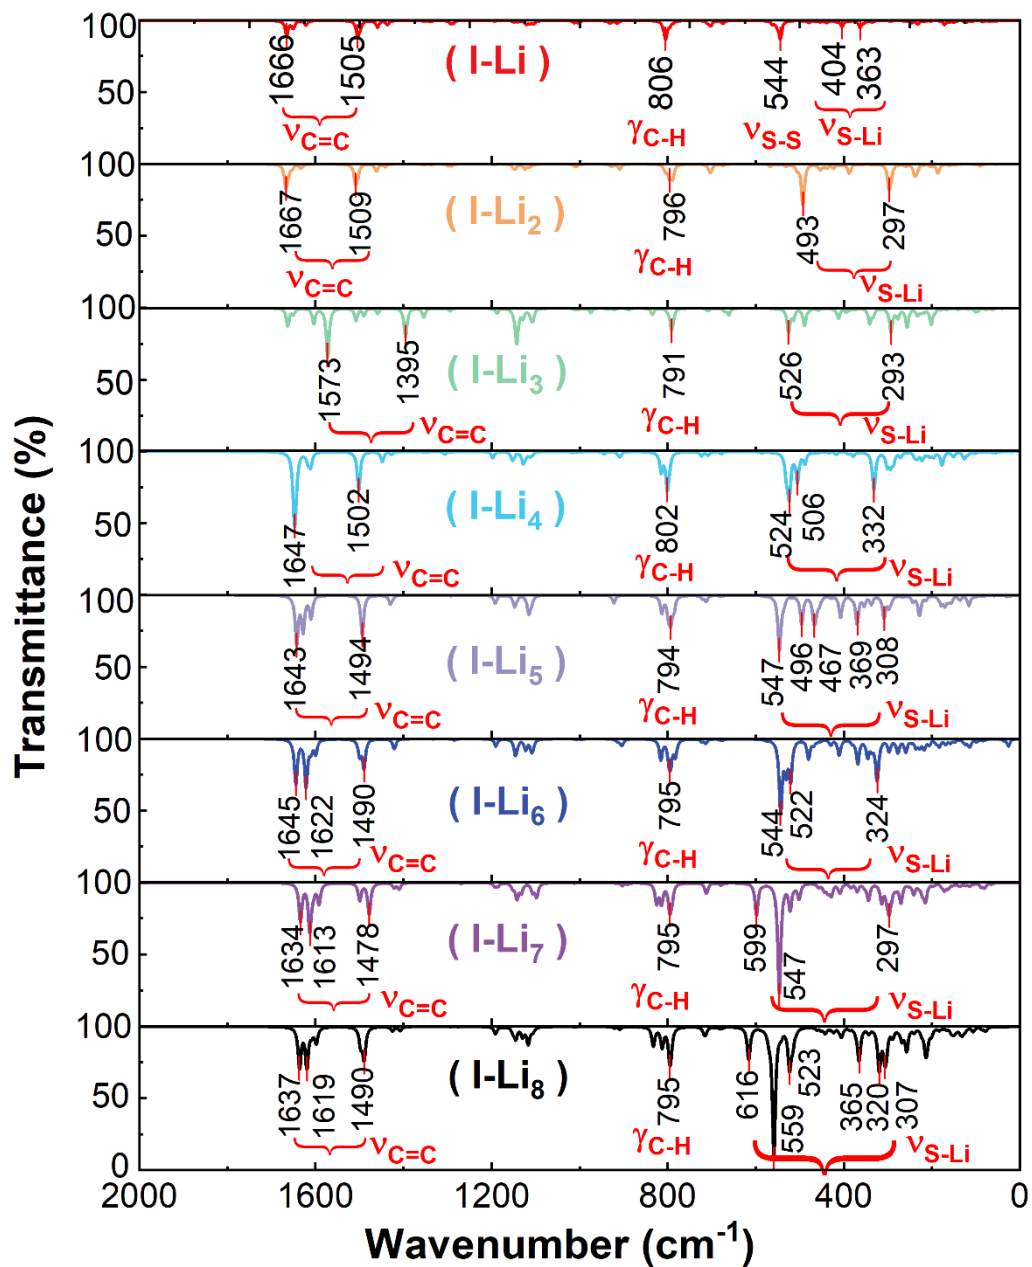 Transmittance (%)
100
50
( I-Li )
1666 1505 806 544 404 363
νC=C γC-H νS-S νS-Li
100
50
( I-Li2 )
1667 1509 796 493 297
νC=C γC-H νS-Li
100
50
( I-Li3 )
1573 1395 791 526 293
νC=C γC-H νS-Li
100
50
( I-Li4 )
1647 1502 802 524 506 332
νC=C γC-H νS-Li
100
50
( I-Li5 )
1643 1494 794 547 496 467 369 308
νC=C γC-H νS-Li
100
50
( I-Li6 )
1645 1622 1490 795 544 522 324
νC=C γC-H νS-Li
100
50
( I-Li7 )
1634 1613 1478 795 599 547 297
νC=C γC-H νS-Li
100
50
0
( I-Li8 )
1637 1619 1490 795 616 559 523 365 320 307
νC=C γC-H νS-Li
2000 1600 1200 800 400 0
Wavenumber (cm-1)